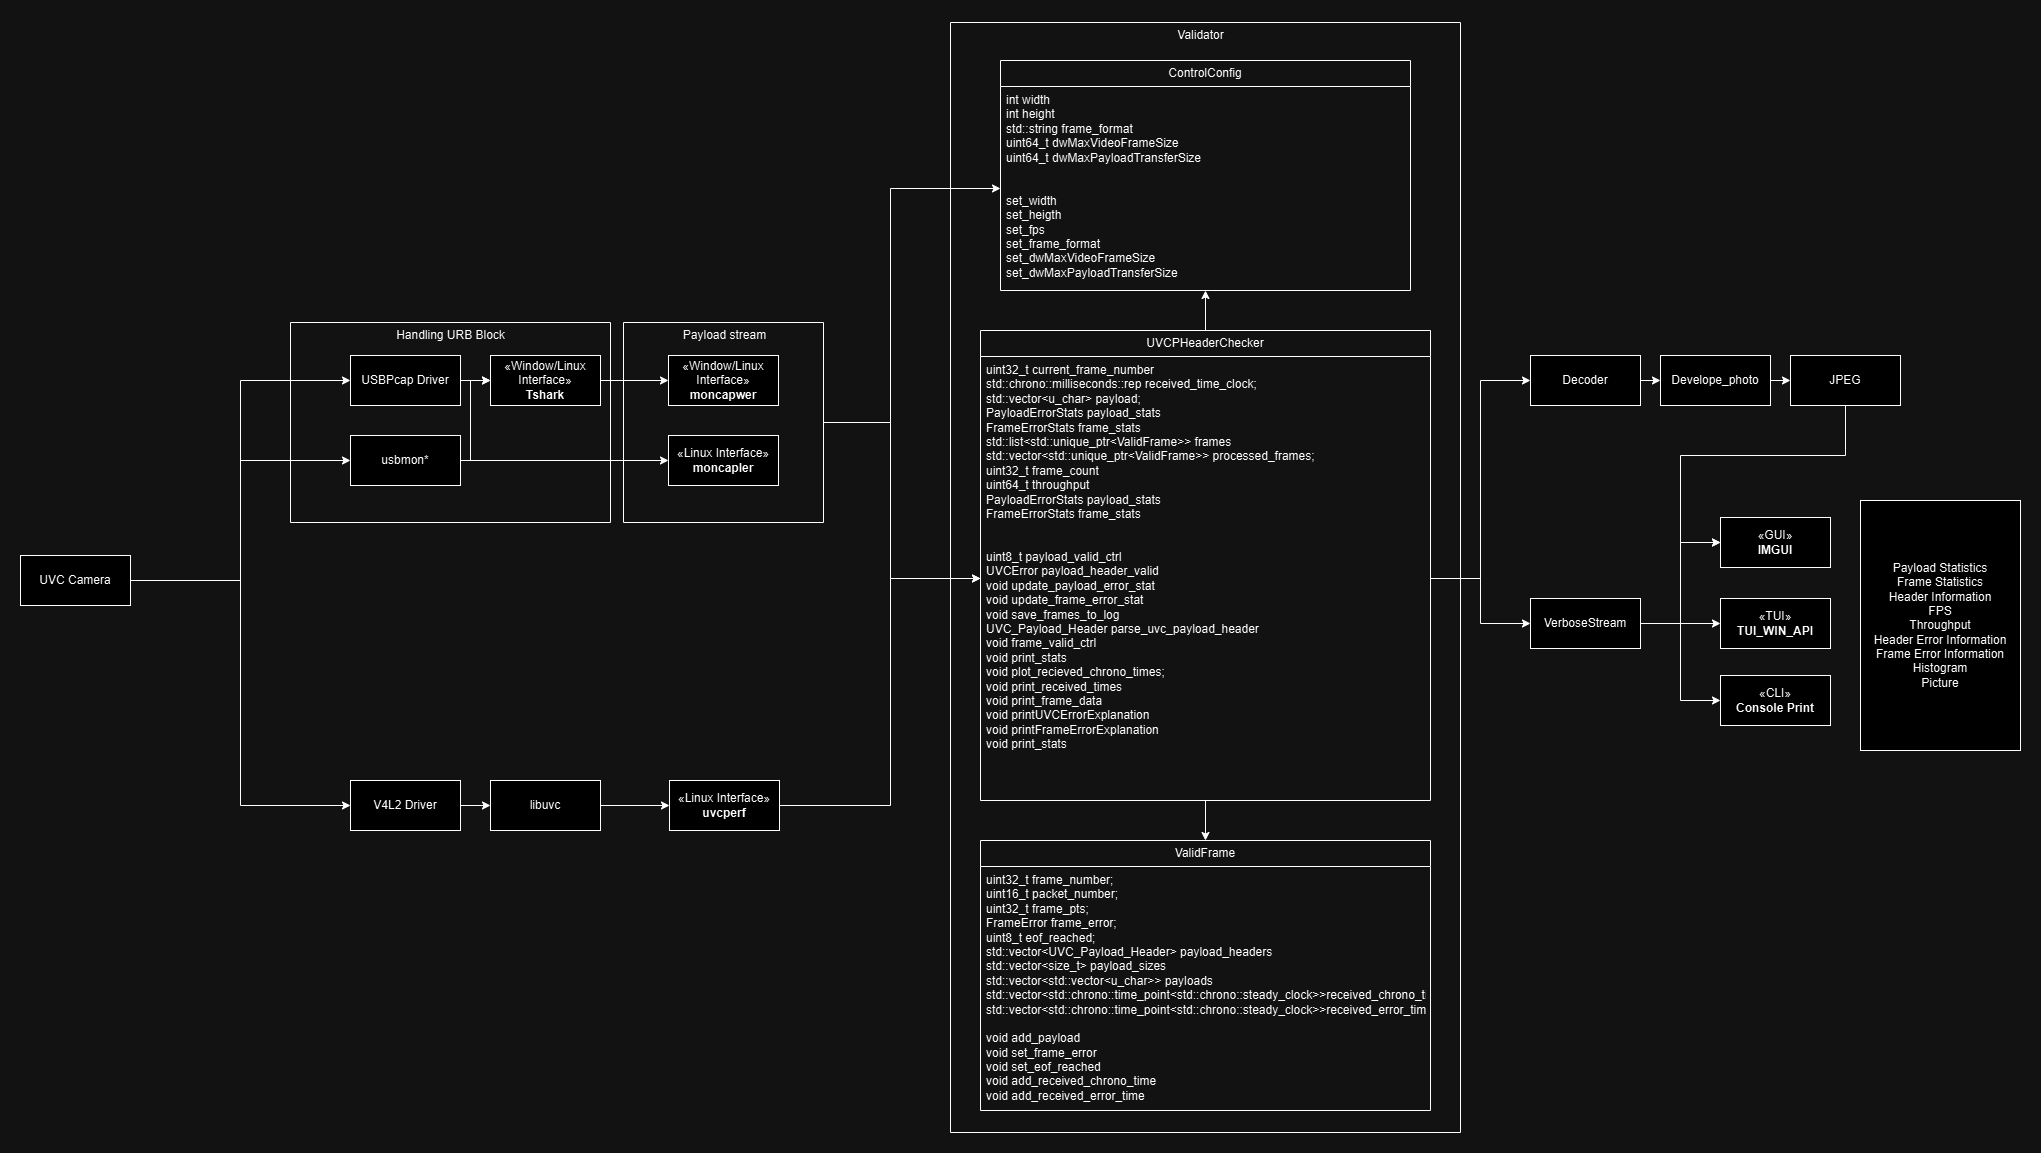 UVC Camera
Handling URB Block
USBPcap Driver
«Window/Linux
Interface»
Tshark
usbmon*
Payload stream
«Window/Linux
Interface»
moncapwer
«Linux Interface»
moncapler
V4L2 Driver
libuvc
«Linux Interface»
uvcperf
Validator
ControlConfig
int width
int height
std::string frame_format
uint64_t dwMaxVideoFrameSize
uint64_t dwMaxPayloadTransferSize
set_width
set_heigth
set_fps
set_frame_format
set_dwMaxVideoFrameSize
set_dwMaxPayloadTransferSize
UVCPHeaderChecker
uint32_t current_frame_number
std::chrono::milliseconds::rep received_time_clock;
std::vector<u_char> payload;
PayloadErrorStats payload_stats
FrameErrorStats frame_stats
std::list<std::unique_ptr<ValidFrame>> frames
std::vector<std::unique_ptr<ValidFrame>> processed_frames;
uint32_t frame_count
uint64_t throughput
PayloadErrorStats payload_stats
FrameErrorStats frame_stats
uint8_t payload_valid_ctrl
UVCError payload_header_valid
void update_payload_error_stat
void update_frame_error_stat
void save_frames_to_log
UVC_Payload_Header parse_uvc_payload_header
void frame_valid_ctrl
void print_stats
void plot_recieved_chrono_times;
void print_received_times
void print_frame_data
void printUVCErrorExplanation
void printFrameErrorExplanation
void print_stats
ValidFrame
uint32_t frame_number;
uint16_t packet_number;
uint32_t frame_pts;
FrameError frame_error;
uint8_t eof_reached;
std::vector<UVC_Payload_Header> payload_headers
std::vector<size_t> payload_sizes
std::vector<std::vector<u_char>> payloads
std::vector<std::chrono::time_point<std::chrono::steady_clock>>received_chrono_ti
std::vector<std::chrono::time_point<std::chrono::steady_clock>>received_error_tim
void add_payload
void set_frame_error
void set_eof_reached
void add_received_chrono_time
void add_received_error_time
Decoder
Develope_photo
JPEG
VerboseStream
«GUI»
IMGUI
«TUI»
TUI_WIN_API
«CLI»
Console Print
Payload Statistics
Frame Statistics
Header Information
FPS
Throughput
Header Error Information
Frame Error Information
Histogram
Picture